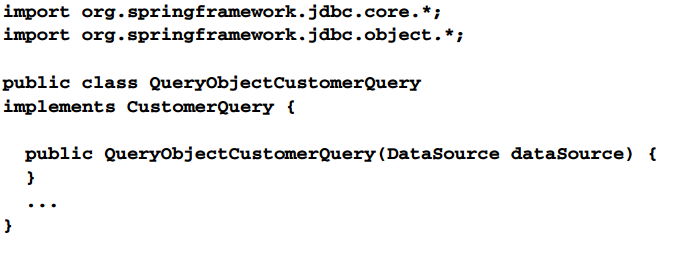 import org.springframework.jdbc.core.*;
import org.springframework.jdbc.object.*;
public class QueryObjectCustomerQuery
implements CustomerQuery {
public QueryObjectCustomerQuery(DataSource dataSource) {
}
...
}